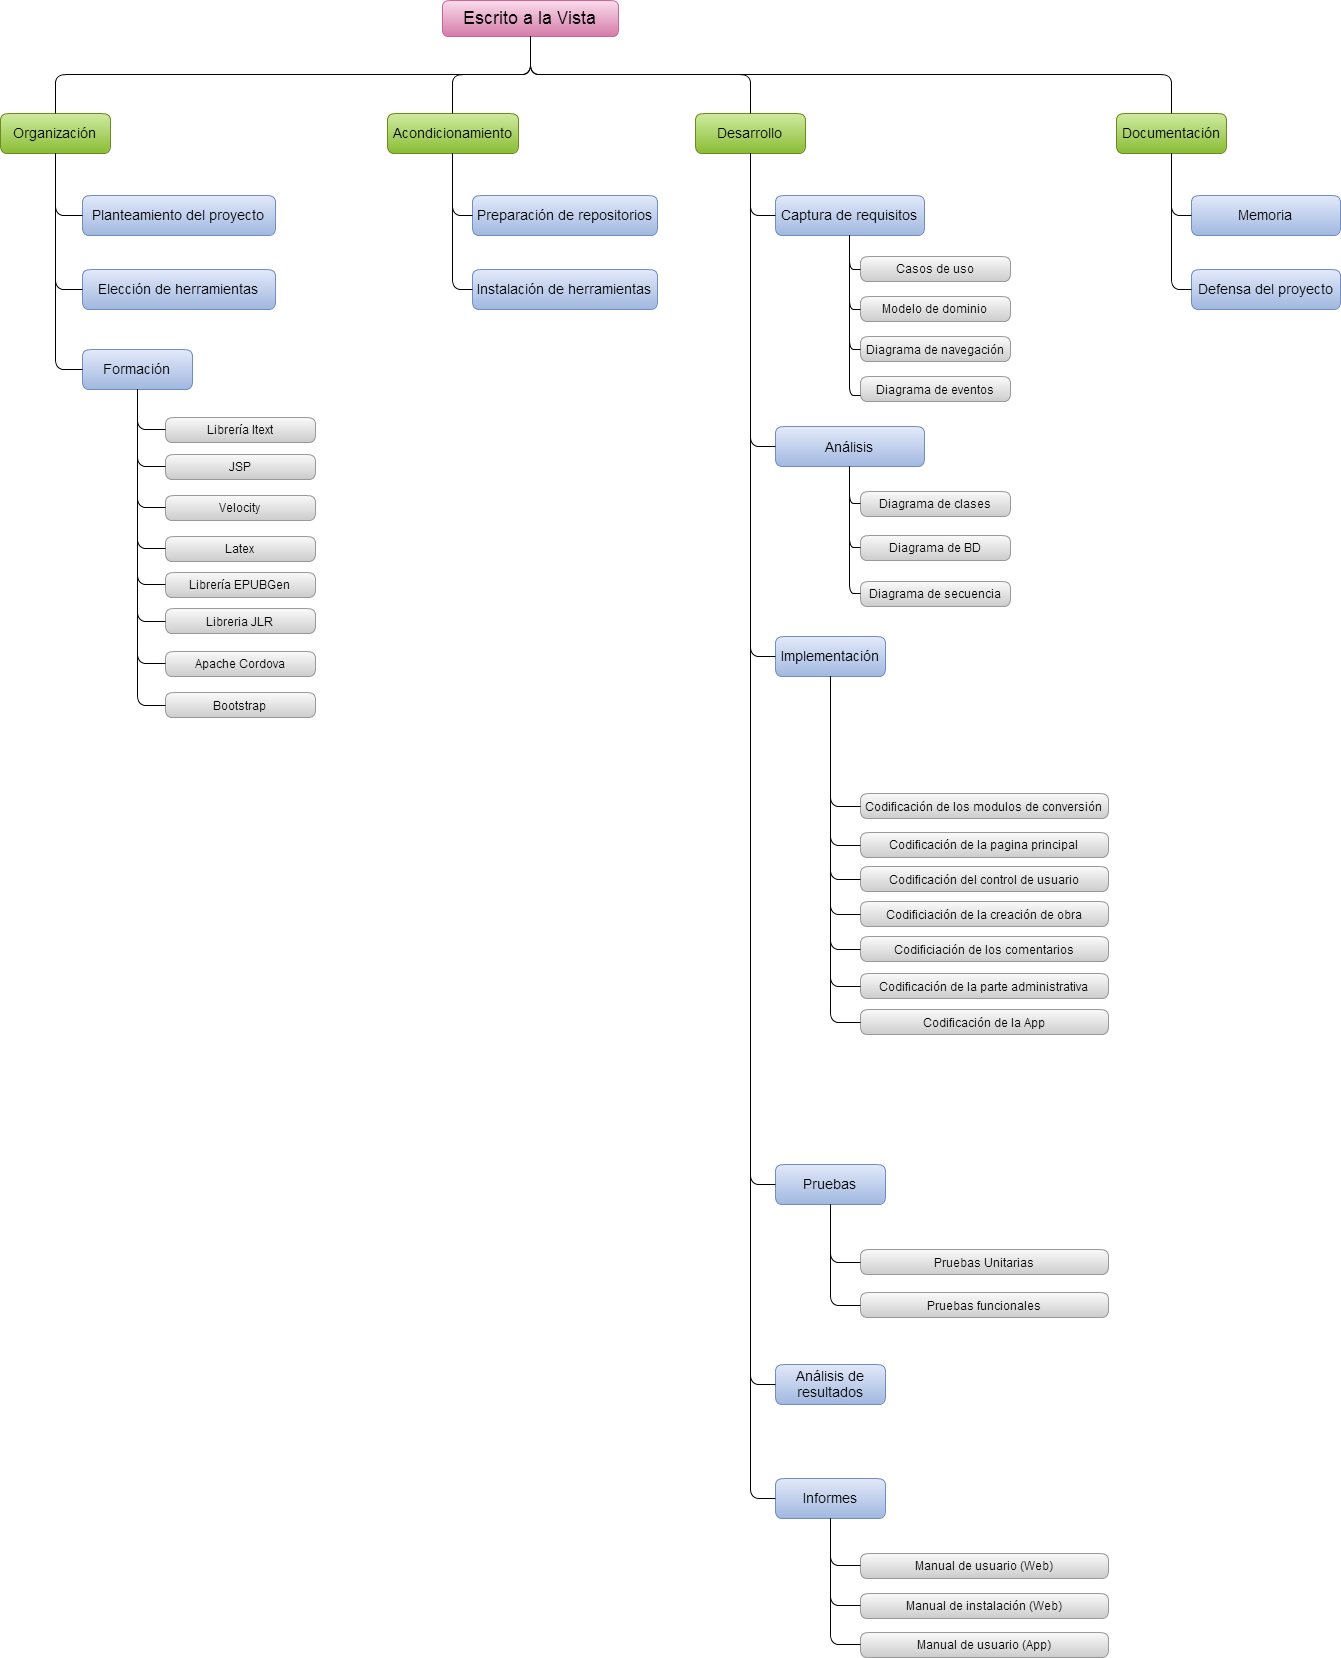 Escrito a la Vista
Organización
Planteamiento del proyecto
Elección de herramientas
Formación
Librería Itext
JSP
Velocity
Latex
Librería EPUBGen
Libreria JLR
Apache Cordova
Bootstrap
Acondicionamiento
Preparación de repositorios
Instalación de herramientas
Desarrollo
Captura de requisitos
Casos de uso
Modelo de dominio
Diagrama de navegación
Diagrama de eventos
Análisis
Diagrama de clases
Diagrama de BD
Diagrama de secuencia
Implementación
Codificación de los modulos de conversión
Codificación de la pagina principal
Codificación del control de usuario
Codificiación de la creación de obra
Codificiación de los comentarios
Codificación de la parte administrativa
Codificación de la App
Pruebas
Pruebas Unitarias
Pruebas funcionales
Análisis de
resultados
Informes
Manual de usuario (Web)
Manual de instalación (Web)
Manual de usuario (App)
Documentación
Memoria
Defensa del proyecto